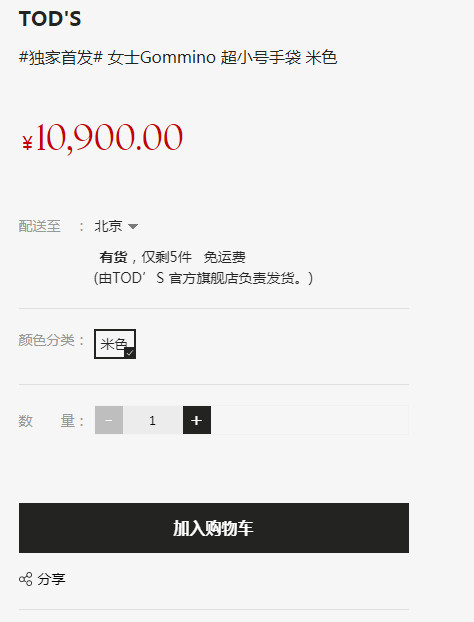 TOD'S
#独家首发# 女士Gommino 超小号手袋 米色
¥10,900.00
配送至 : 北京
有货，仅剩5件 免运费
(由TOD’S 官方旗舰店负责发货。)
颜色分类: 米色
数 量: - 1 +
加入购物车
分享